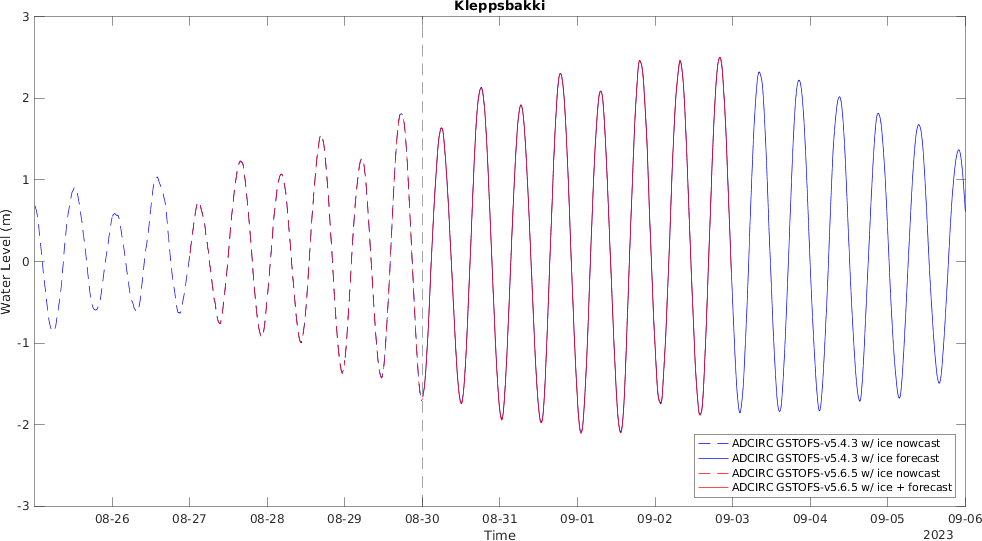 Kleppsbakki
3
2
1
0
-1
-2
-3
Water Level (m)
ADCIRC GSTOFS-v5.4.3 w/ ice nowcast
ADCIRC GSTOFS-v5.4.3 w/ ice forecast
ADCIRC GSTOFS-v5.6.5 w/ ice nowcast
ADCIRC GSTOFS-v5.6.5 w/ ice + forecast
08-26 08-27 08-28 08-29 08-30 08-31 09-01 09-02 09-03 09-04 09-05 09-06
Time
2023